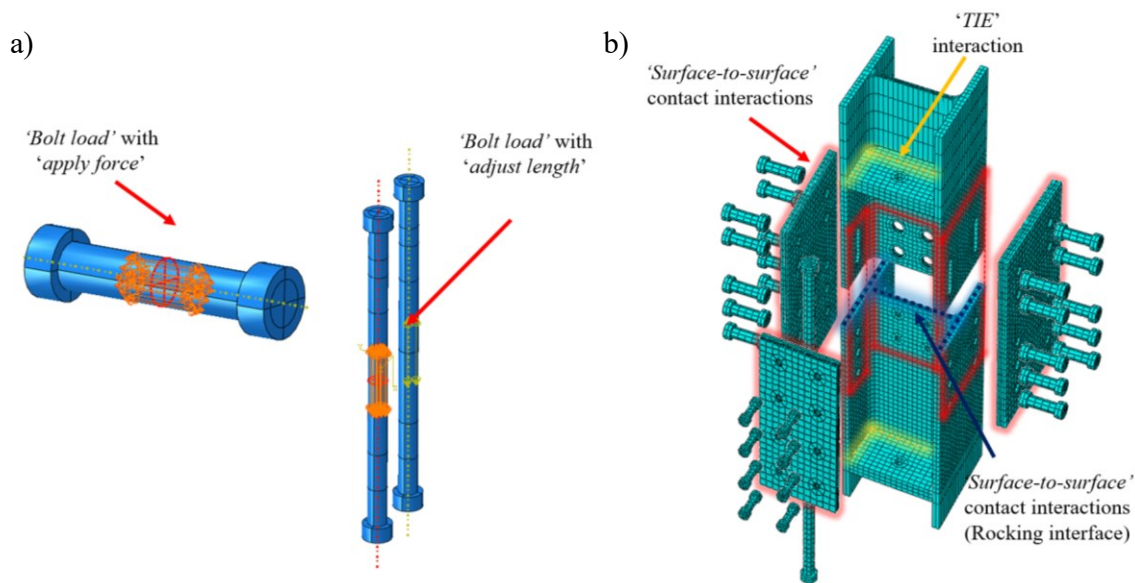 a)
‘Bolt load’ with
‘apply force’
‘Bolt load’ with
‘adjust length’
b)
‘TIE’
interaction
‘Surface-to-surface’
contact interactions
‘Surface-to-surface’
contact interactions
(Rocking interface)